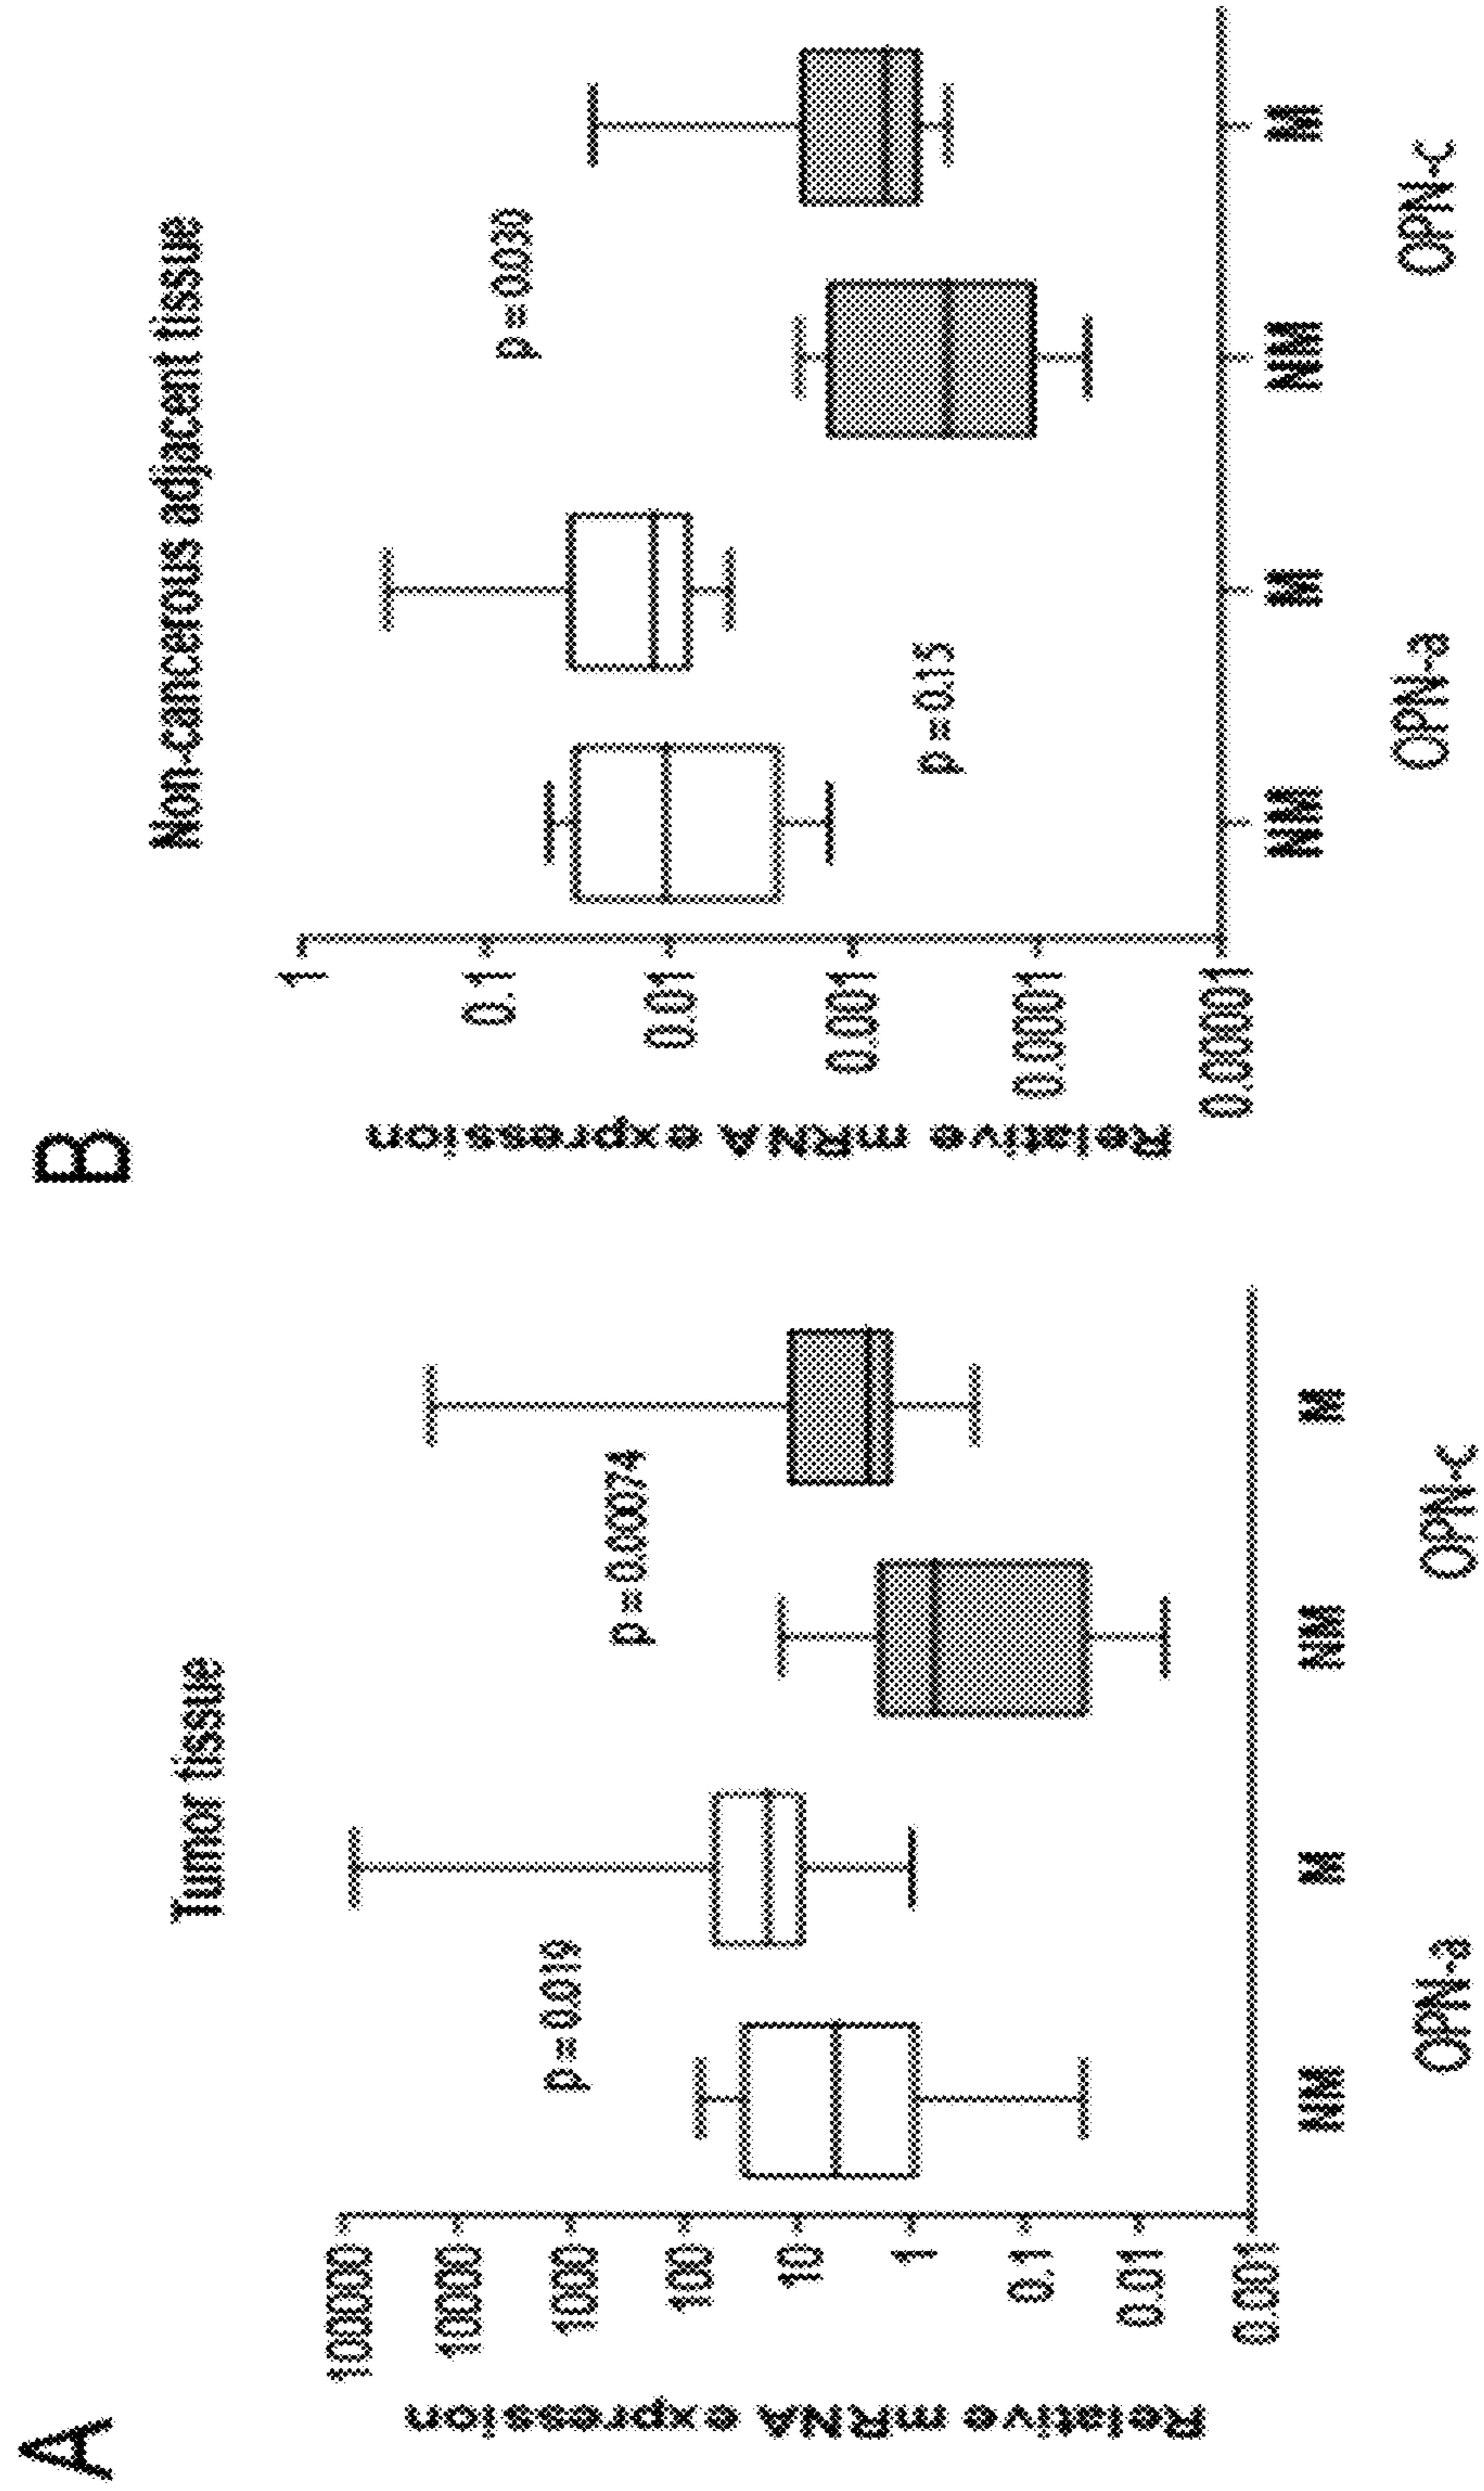 A
Tumor tissue
Relative mRNA expression
100000
10000
1000
100
10
1
0.1
0.01
0.001
p = 0.019
p = 0.00074
NM M NM M
OPN-a OPN-c
B
Non-cancerous adjacent tissue
Relative mRNA expression
1
0.1
0.01
0.001
0.0001
0.00001
p = 0.15
p = 0.030
NM M NM M
OPN-a OPN-c